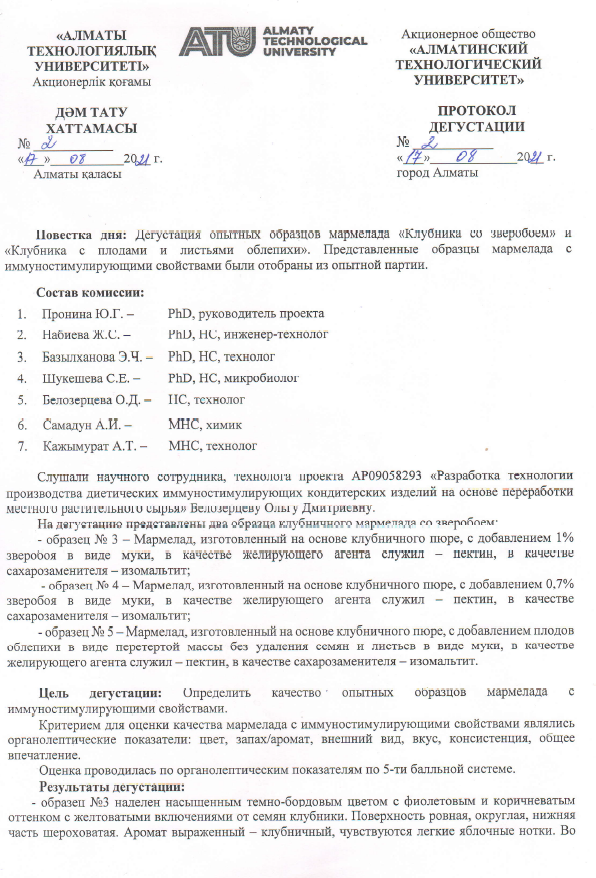 «АЛМАТЫ
ТЕХНОЛОГИЯЛЫҚ
УНИВЕРСИТЕТІ»
Акционерлік қоғамы
ДӘМ ТАТУ
ХАТТАМАСЫ
№ 2
«17» 08 2021 г.
Алматы қаласы
ATU ALMATY
TECHNOLOGICAL
UNIVERSITY
Акционерное общество
«АЛМАТИНСКИЙ
ТЕХНОЛОГИЧЕСКИЙ
УНИВЕРСИТЕТ»
ПРОТОКОЛ
ДЕГУСТАЦИИ
№ 2
«17» 08 2021 г.
город Алматы
Повестка дня: Дегустация опытных образцов мармелада «Клубника со зверобоем» и
«Клубника с плодами и листьями облепихи». Представленные образцы мармелада с
иммуностимулирующими свойствами были отобраны из опытной партии.
Состав комиссии:
1. Пронина Ю.Г. – PhD, руководитель проекта
2. Набиева Ж.С. – PhD, НС, инженер-технолог
3. Базылханова Э.Ч. – PhD, НС, технолог
4. Шукешева С.Е. – PhD, НС, микробиолог
5. Белозерцева О.Д. – НС, технолог
6. Самадун А.И. – МНС, химик
7. Кажымурат А.Т. – МНС, технолог
Слушали научного сотрудника, технолога проекта АР09058293 «Разработка технологии
производства диетических иммуностимулирующих кондитерских изделий на основе переработки
местного растительного сырья» Белозерцеву Ольгу Дмитриевну.
На дегустацию представлены два образца клубничного мармелада со зверобоем:
- образец № 3 – Мармелад, изготовленный на основе клубничного пюре, с добавлением 1%
зверобоя в виде муки, в качестве желирующего агента служил – пектин, в качестве
сахарозаменителя – изомальтит;
- образец № 4 – Мармелад, изготовленный на основе клубничного пюре, с добавлением 0,7%
зверобоя в виде муки, в качестве желирующего агента служил – пектин, в качестве
сахарозаменителя – изомальтит;
- образец № 5 – Мармелад, изготовленный на основе клубничного пюре, с добавлением плодов
облепихи в виде перетертой массы без удаления семян и листьев в виде муки, в качестве
желирующего агента служил – пектин, в качестве сахарозаменителя – изомальтит.
Цель дегустации: Определить качество опытных образцов мармелада с
иммуностимулирующими свойствами.
Критерием для оценки качества мармелада с иммуностимулирующими свойствами являлись
органолептические показатели: цвет, запах/аромат, внешний вид, вкус, консистенция, общее
впечатление.
Оценка проводилась по органолептическим показателям по 5-ти балльной системе.
Результаты дегустации:
- образец №3 наделен насыщенным темно-бордовым цветом с фиолетовым и коричневатым
оттенком с желтоватыми включениями от семян клубники. Поверхность ровная, округлая, нижняя
часть шероховатая. Аромат выраженный – клубничный, чувствуются легкие яблочные нотки. Во